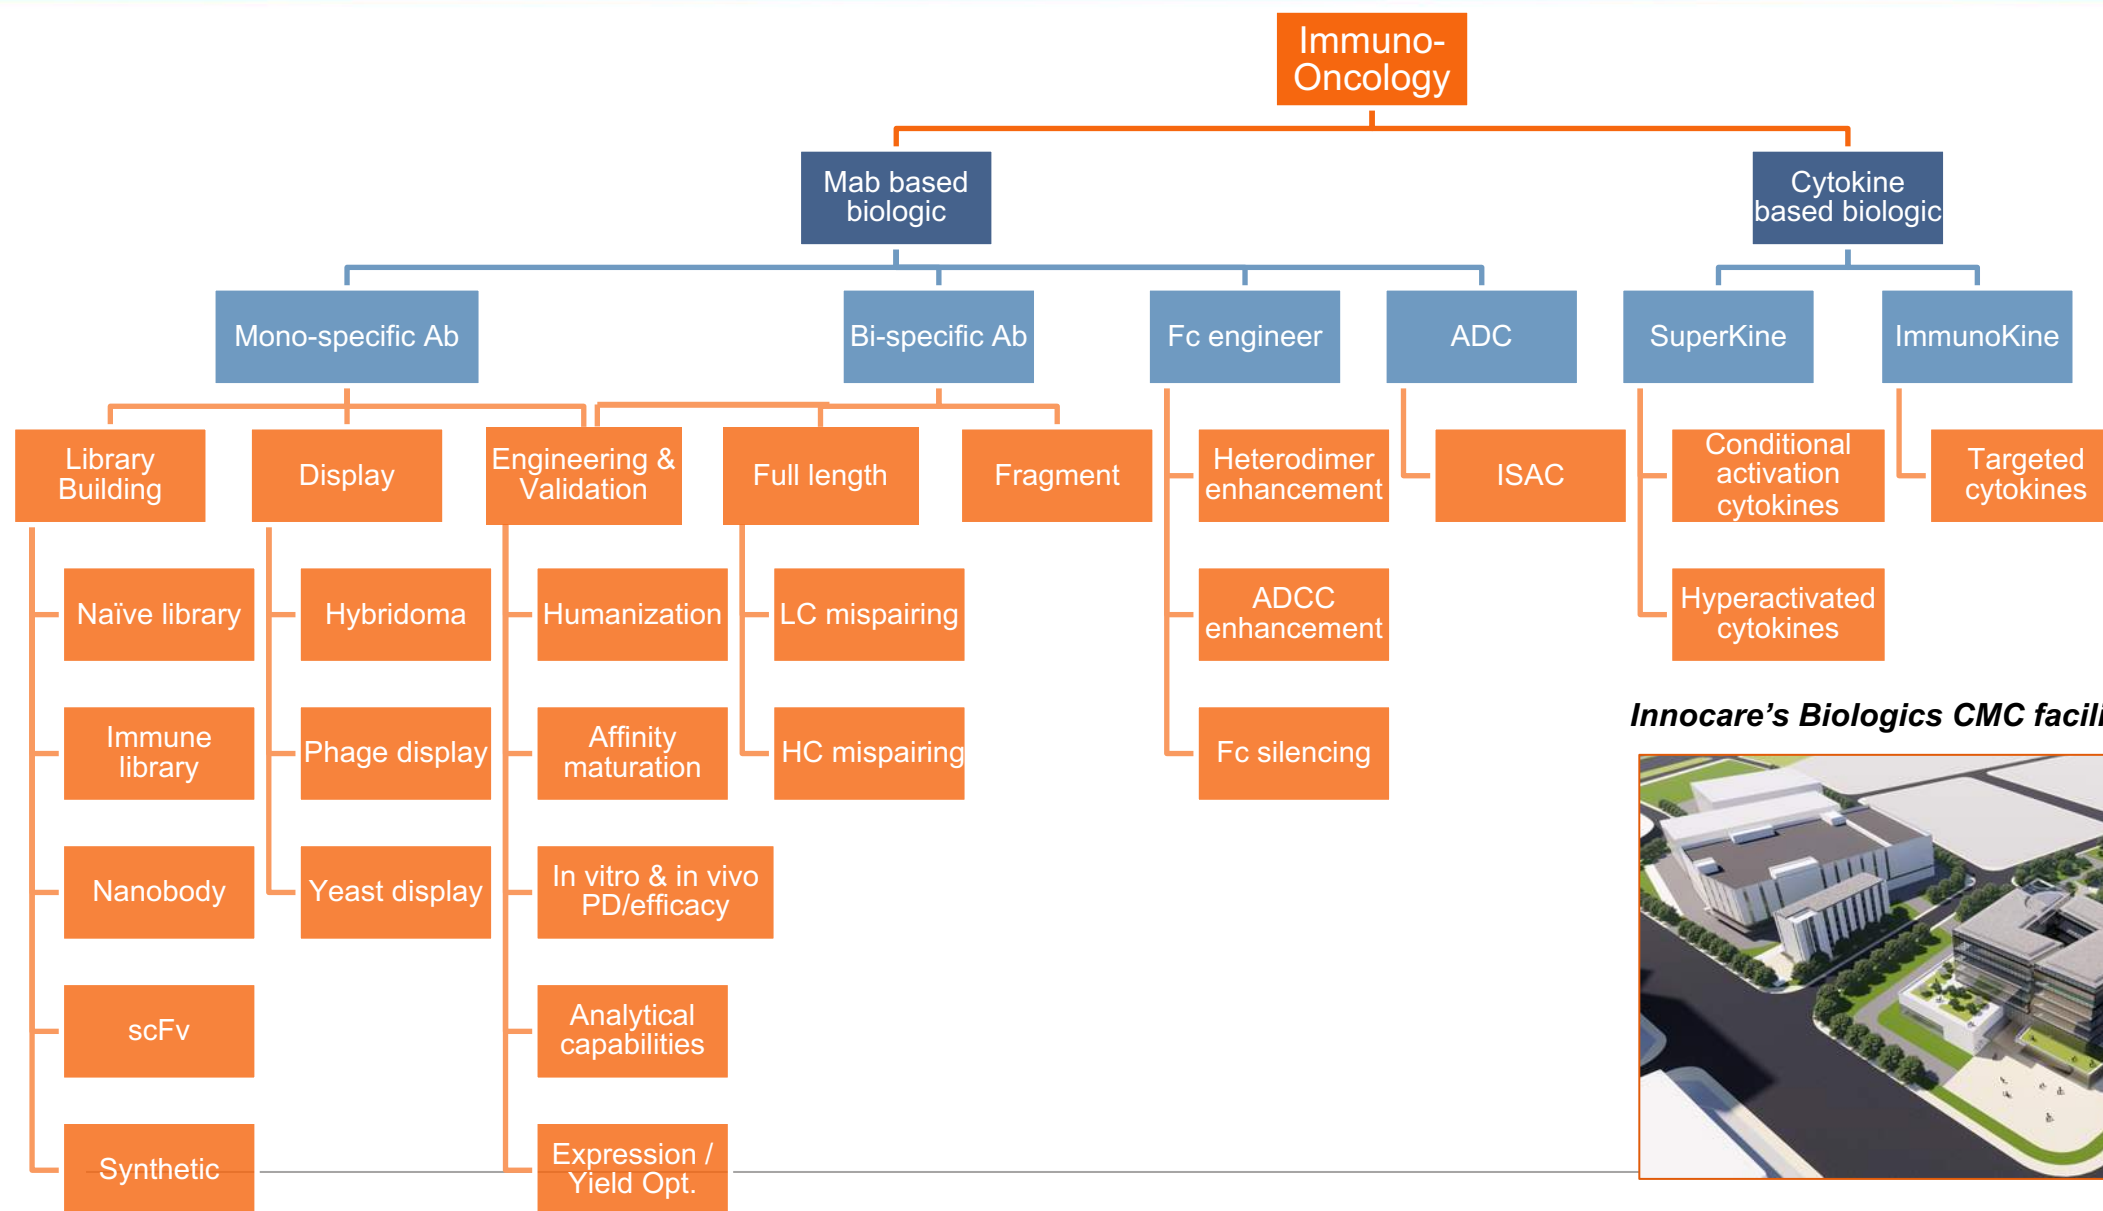 Immuno-
Oncology
Mab based
biologic
Cytokine
based biologic
Mono-specific Ab
Bi-specific Ab
Fc engineer
ADC
SuperKine
ImmunoKine
Library
Building
Display
Engineering &
Validation
Full length
Fragment
Heterodimer
enhancement
ISAC
Conditional
activation
cytokines
Targeted
cytokines
Naïve library
Hybridoma
Humanization
LC mispairing
ADCC
enhancement
Hyperactivated
cytokines
Immune
library
Phage display
Affinity
maturation
HC mispairing
Fc silencing
Innocare’s Biologics CMC facili
Nanobody
Yeast display
In vitro & in vivo
PD/efficacy
scFv
Analytical
capabilities
Synthetic
Expression /
Yield Opt.